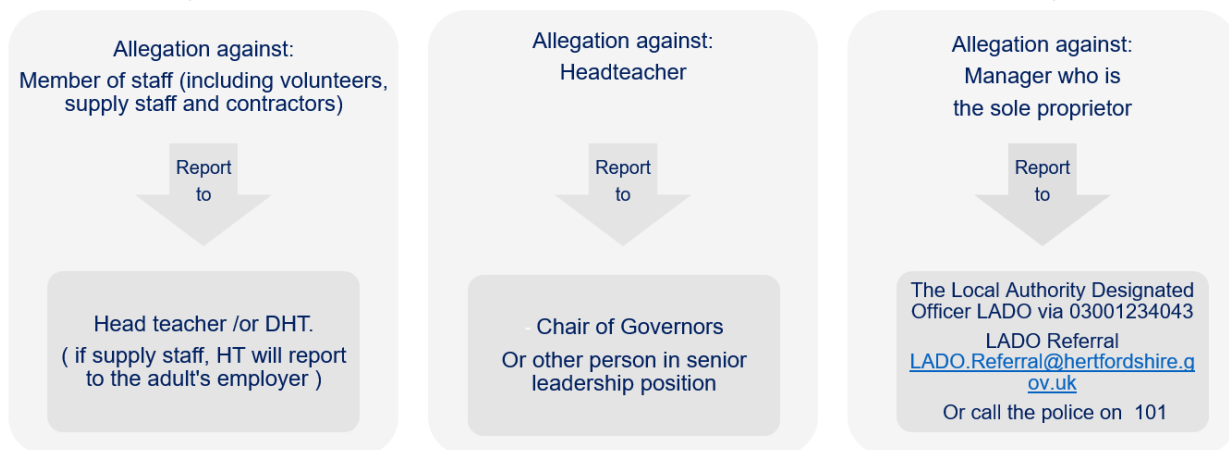 Allegation against:
Member of staff (including volunteers,
supply staff and contractors)
Report
to
Head teacher /or DHT.
( if supply staff, HT will report
to the adult's employer )
Allegation against:
Headteacher
Report
to
- Chair of Governors
Or other person in senior
leadership position
Allegation against:
Manager who is
the sole proprietor
Report
to
The Local Authority Designated
Officer LADO via 03001234043
LADO Referral
LADO.Referral@hertfordshire.g
ov.uk
Or call the police on 101